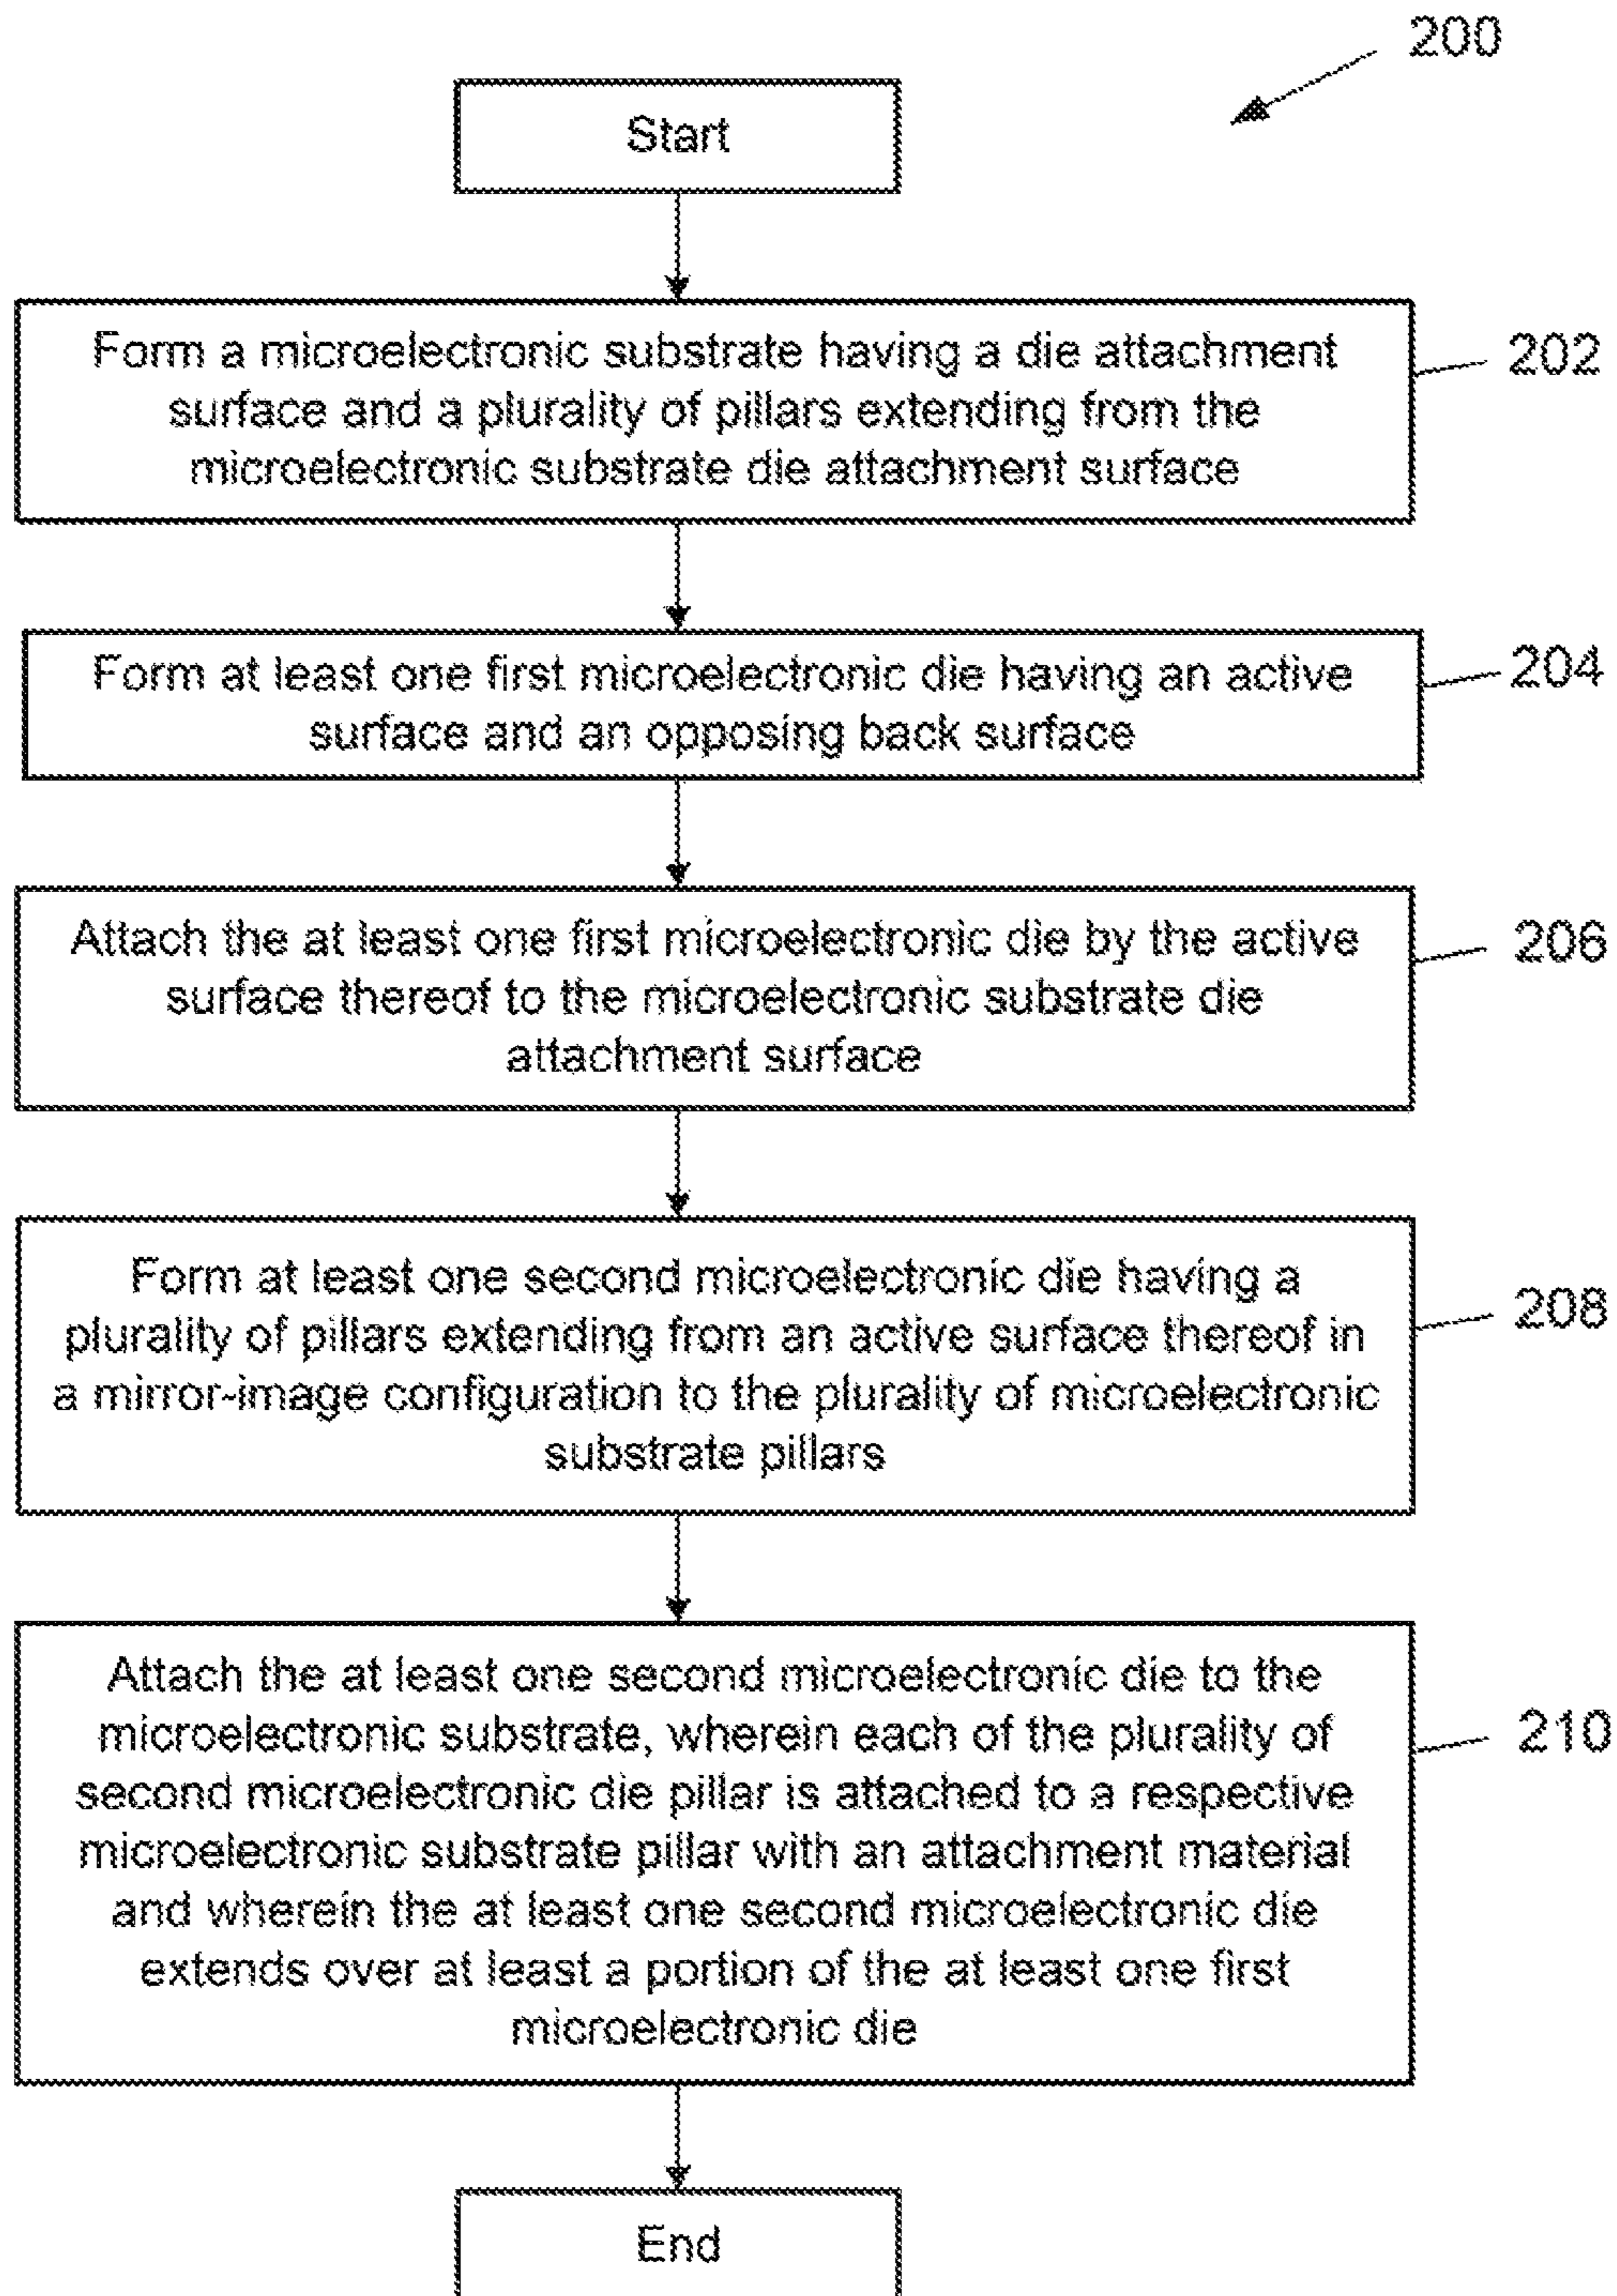 200
Start
Form a microelectronic substrate having a die attachment
surface and a plurality of pillars extending from the
microelectronic substrate die attachment surface
202
Form at least one first microelectronic die having an active
surface and an opposing back surface
204
Attach the at least one first microelectronic die by the active
surface thereof to the microelectronic substrate die
attachment surface
206
Form at least one second microelectronic die having a
plurality of pillars extending from an active surface thereof in
a mirror-image configuration to the plurality of microelectronic
substrate pillars
208
Attach the at least one second microelectronic die to the
microelectronic substrate, wherein each of the plurality of
second microelectronic die pillar is attached to a respective
microelectronic substrate pillar with an attachment material
and wherein the at least one second microelectronic die
extends over at least a portion of the at least one first
microelectronic die
210
End